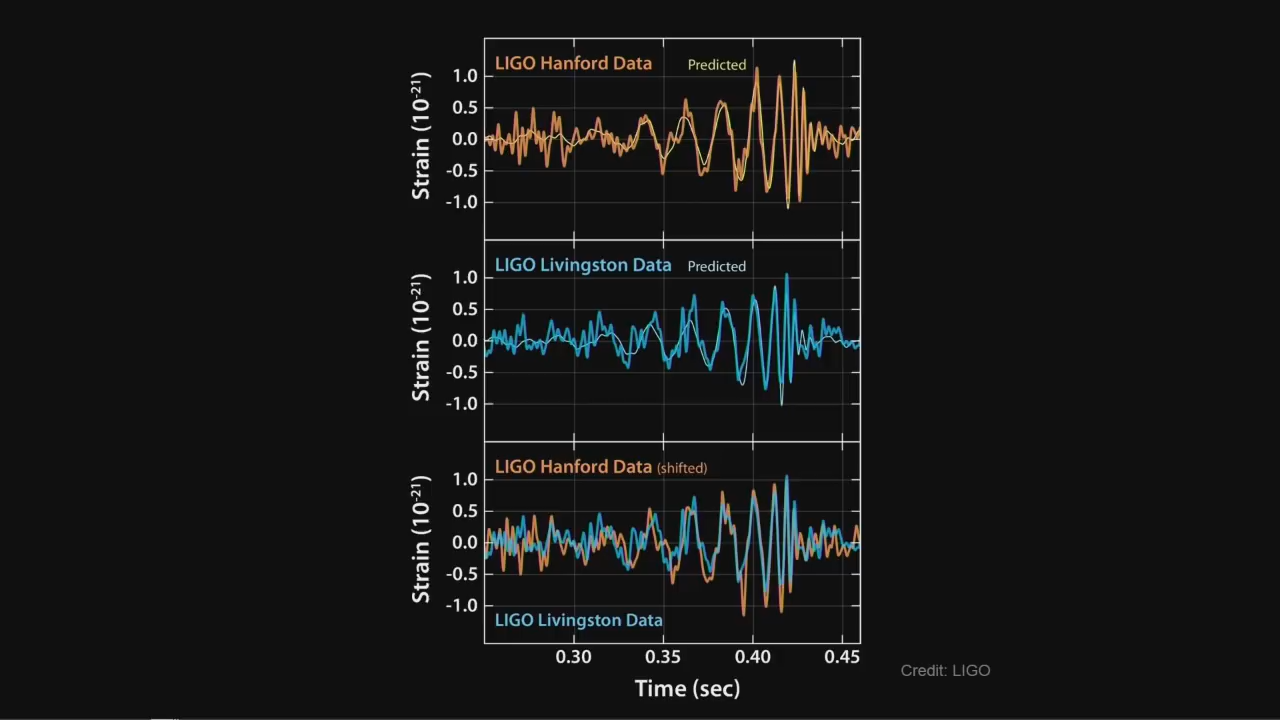 LIGO Hanford Data Predicted
1.0
0.5
0.0
-0.5
-1.0
Strain (10⁻²¹)
LIGO Livingston Data Predicted
1.0
0.5
0.0
-0.5
-1.0
Strain (10⁻²¹)
LIGO Hanford Data (shifted)
1.0
0.5
0.0
-0.5
-1.0
Strain (10⁻²¹)
LIGO Livingston Data
0.30 0.35 0.40 0.45
Time (sec)
Credit: LIGO